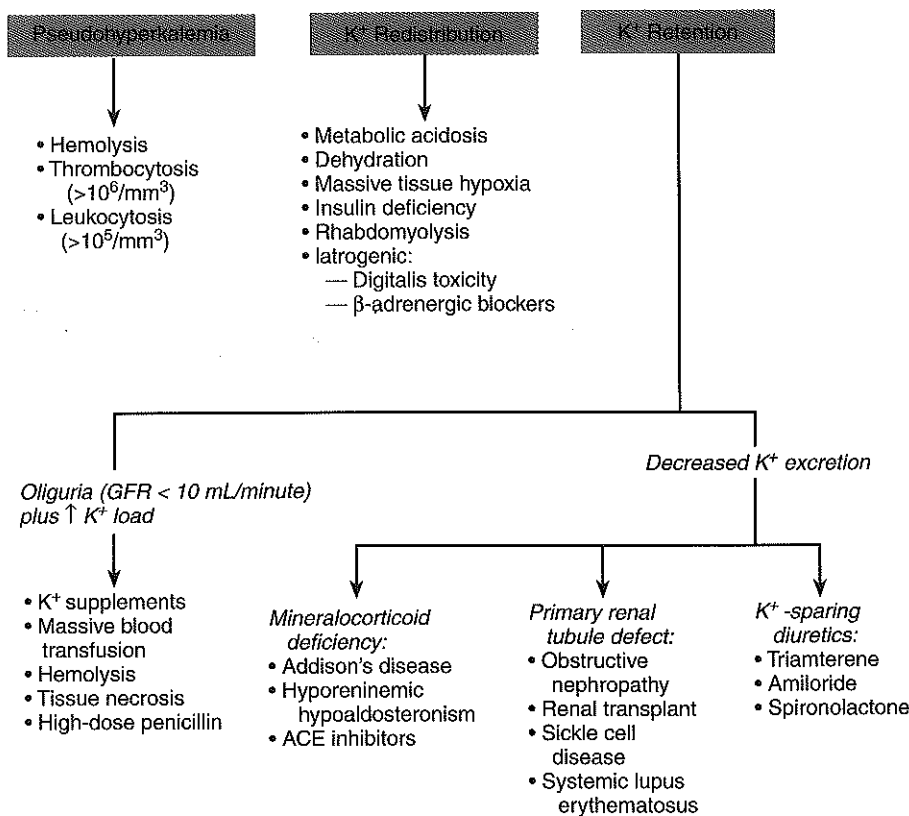 Pseudohyperkalemia
K⁺ Redistribution
K⁺ Retention
• Hemolysis
• Thrombocytosis
(>10⁶/mm³)
• Leukocytosis
(>10⁵/mm³)
• Metabolic acidosis
• Dehydration
• Massive tissue hypoxia
• Insulin deficiency
• Rhabdomyolysis
• Iatrogenic:
— Digitalis toxicity
— β-adrenergic blockers
Oliguria (GFR < 10 mL/minute)
plus ↑ K⁺ load
• K⁺ supplements
• Massive blood
transfusion
• Hemolysis
• Tissue necrosis
• High-dose penicillin
Decreased K⁺ excretion
Mineralocorticoid
deficiency:
• Addison's disease
• Hyporeninemic
hypoaldosteronism
• ACE inhibitors
Primary renal
tubule defect:
• Obstructive
nephropathy
• Renal transplant
• Sickle cell
disease
• Systemic lupus
erythematosus
K⁺ -sparing
diuretics:
• Triamterene
• Amiloride
• Spironolactone